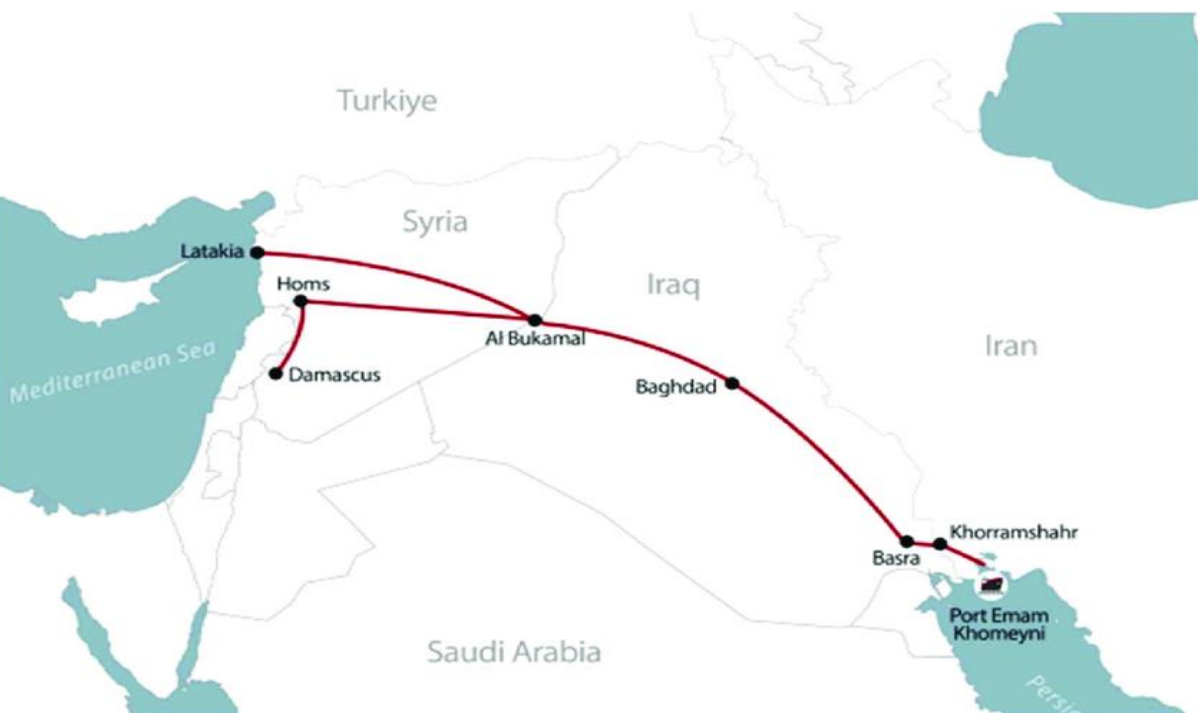 Turkiye
Syria
Latakia
Homs
Iraq
Al Bukamal
Mediterranean Sea
Iran
Damascus
Baghdad
Khorramshahr
Basra
Port Emam
Khomeyni
Saudi Arabia